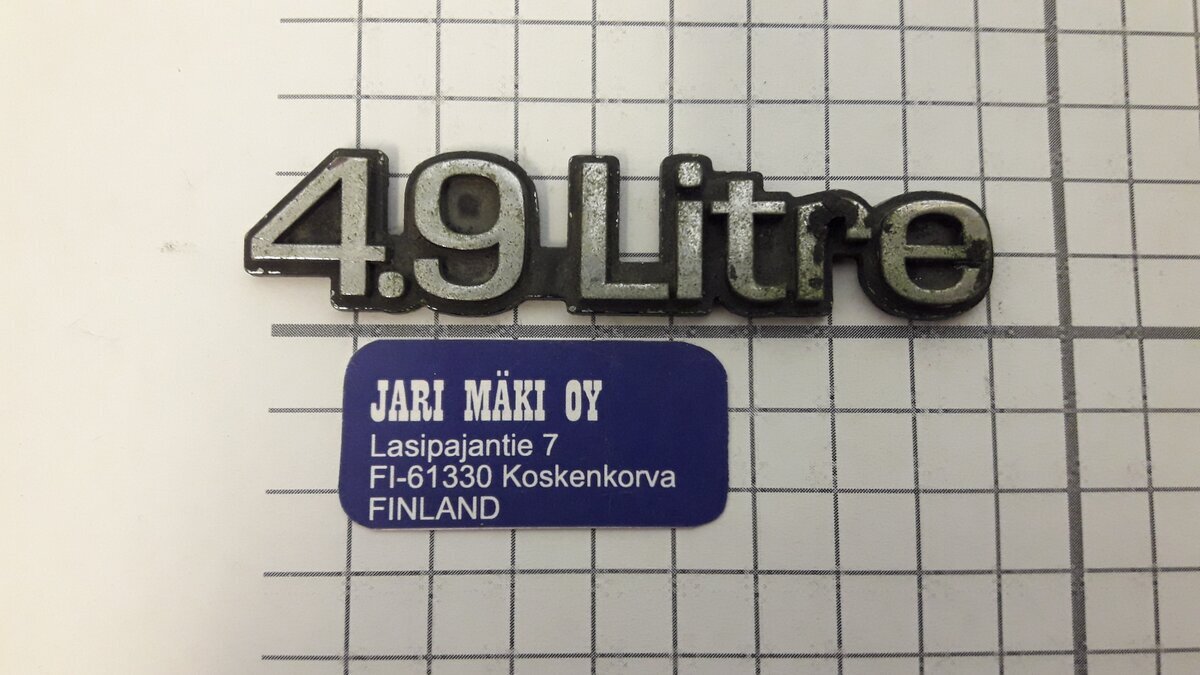 4.9 Litre
JARI MÄKI OY
Lasipajantie 7
FI-61330 Koskenkorva
FINLAND